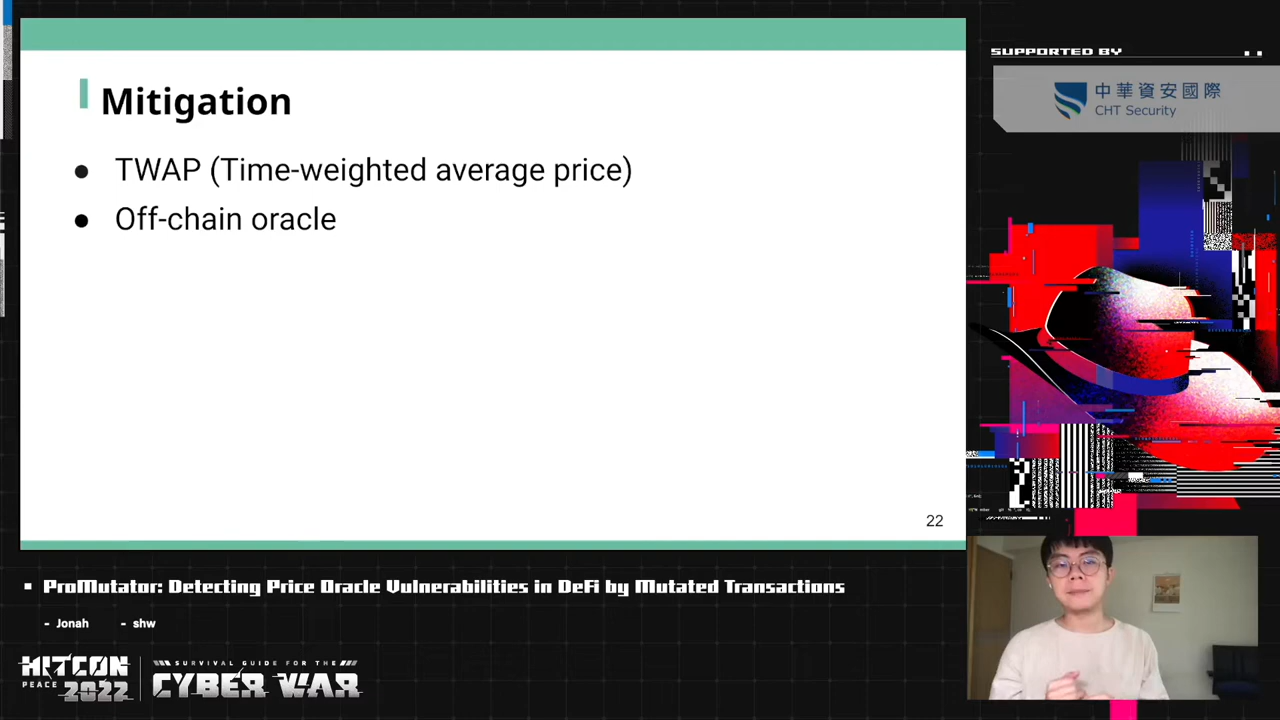 Mitigation
● TWAP (Time-weighted average price)
● Off-chain oracle
22
SUPPORTED BY
中華資安國際
CHT Security
ProMutator: Detecting Price Oracle Vulnerabilities in DeFi by Mutated Transactions
- Jonah - shw
HITCON
PEACE 2022
SURVIVAL GUIDE FOR THE
CYBER WAR